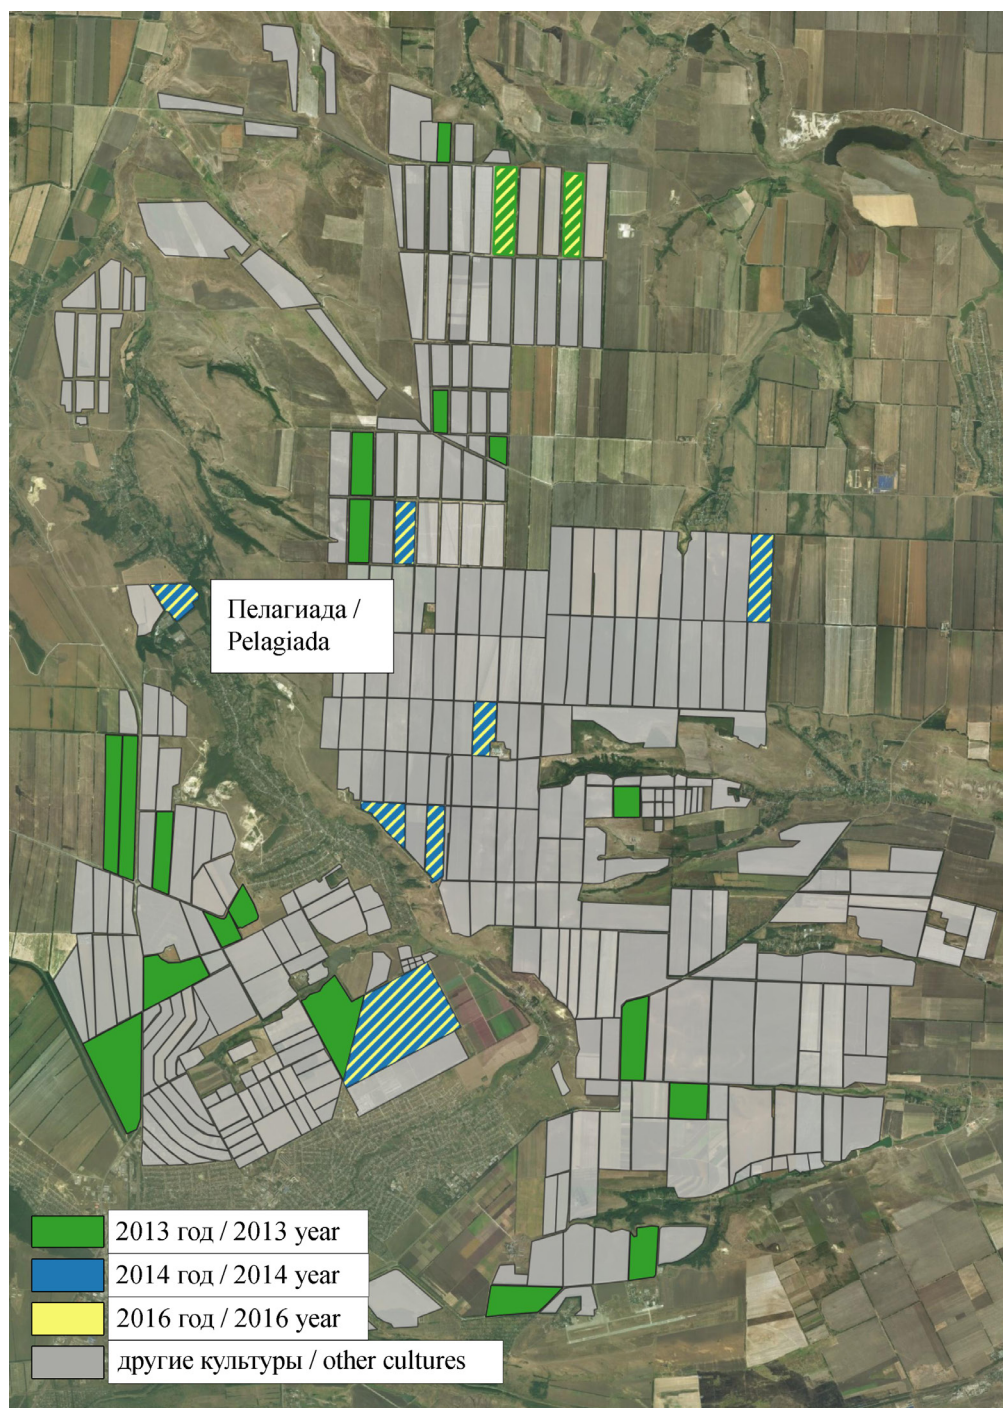 Пелагиада /
Pelagiada
2013 год / 2013 year
2014 год / 2014 year
2016 год / 2016 year
другие культуры / other cultures